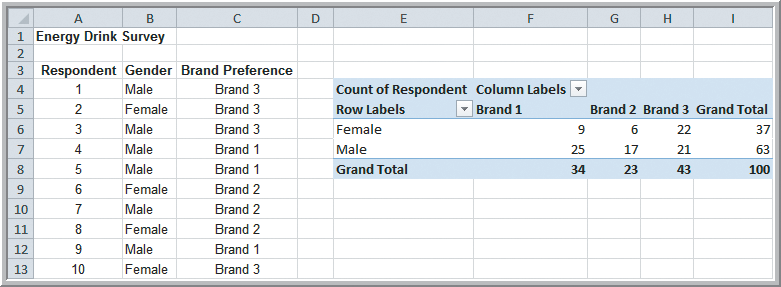 A B C D E F G H I
1 Energy Drink Survey
2
3 Respondent Gender Brand Preference
4 1 Male Brand 3 Count of Respondent Column Labels
5 2 Female Brand 3 Row Labels Brand 1 Brand 2 Brand 3 Grand Total
6 3 Male Brand 3 Female 9 6 22 37
7 4 Male Brand 1 Male 25 17 21 63
8 5 Male Brand 1 Grand Total 34 23 43 100
9 6 Female Brand 2
10 7 Male Brand 2
11 8 Female Brand 2
12 9 Male Brand 1
13 10 Female Brand 3